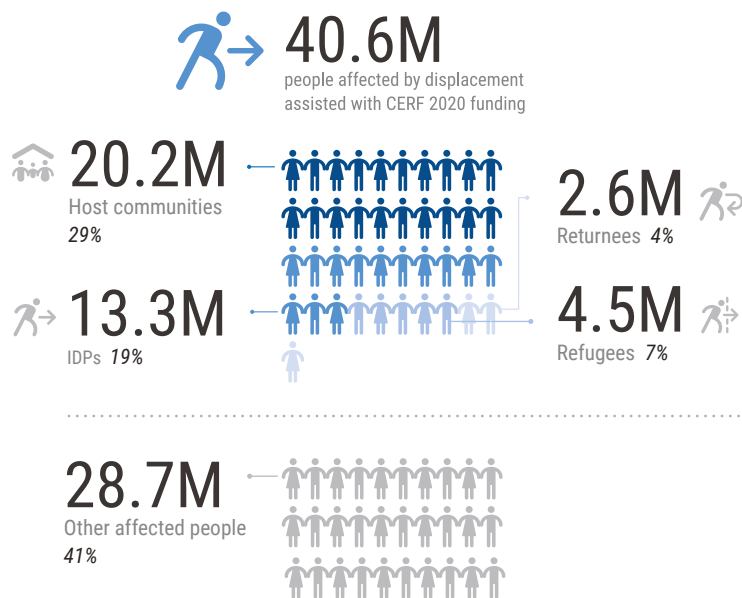 40.6M
people affected by displacement
assisted with CERF 2020 funding
20.2M
Host communities
29%
2.6M
Returnees 4%
13.3M
IDPs 19%
4.5M
Refugees 7%
28.7M
Other affected people
41%